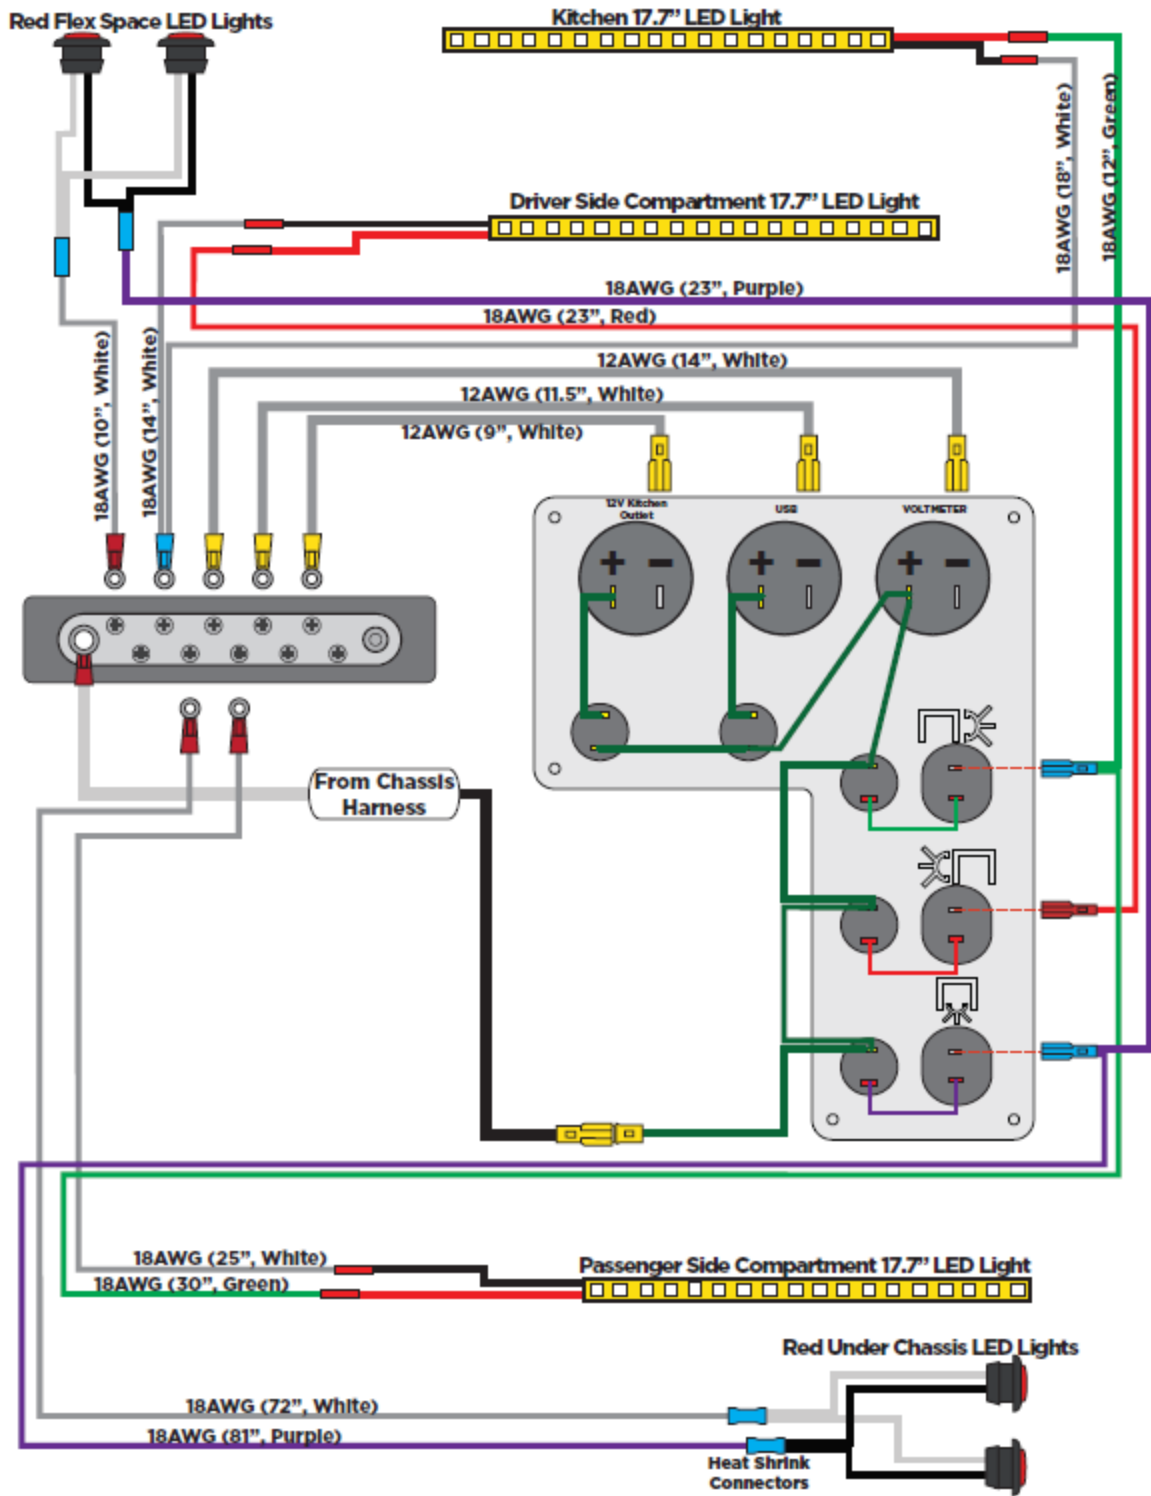 Red Flex Space LED Lights
Kitchen 17.7” LED Light
18AWG (18”, White)
18AWG (12”, Green)
Driver Side Compartment 17.7” LED Light
18AWG (23”, Purple)
18AWG (23”, Red)
12AWG (14”, White)
12AWG (11.5”, White)
12AWG (9”, White)
18AWG (10”, White)
18AWG (14”, White)
12V Kitchen
Outlet
USB
VOLTMETER
+ −
+ −
+ −
From Chassis
Harness
18AWG (25”, White)
18AWG (30”, Green)
Passenger Side Compartment 17.7” LED Light
Red Under Chassis LED Lights
18AWG (72”, White)
18AWG (81”, Purple)
Heat Shrink
Connectors